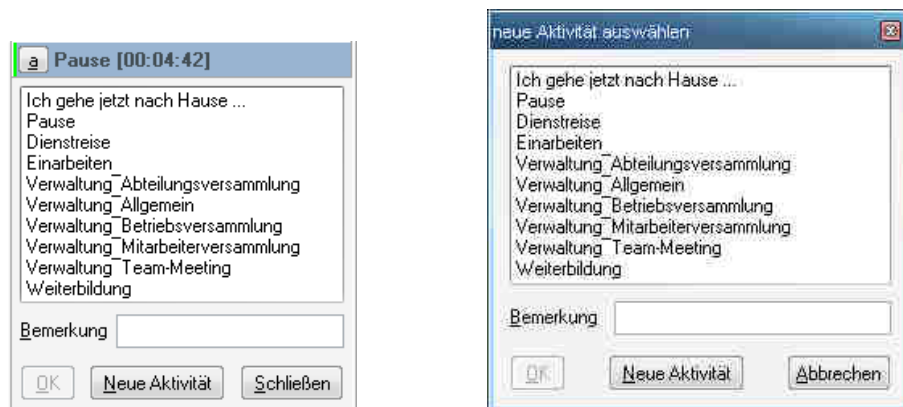 a Pause [00:04:42]
Ich gehe jetzt nach Hause ...
Pause
Dienstreise
Einarbeiten
Verwaltung_Abteilungsversammlung
Verwaltung_Allgemein
Verwaltung_Betriebsversammlung
Verwaltung_Mitarbeiterversammlung
Verwaltung_Team-Meeting
Weiterbildung
Bemerkung
OK Neue Aktivität Schließen
neue Aktivität auswählen
Ich gehe jetzt nach Hause ...
Pause
Dienstreise
Einarbeiten
Verwaltung_Abteilungsversammlung
Verwaltung_Allgemein
Verwaltung_Betriebsversammlung
Verwaltung_Mitarbeiterversammlung
Verwaltung_Team-Meeting
Weiterbildung
Bemerkung
OK Neue Aktivität Abbrechen